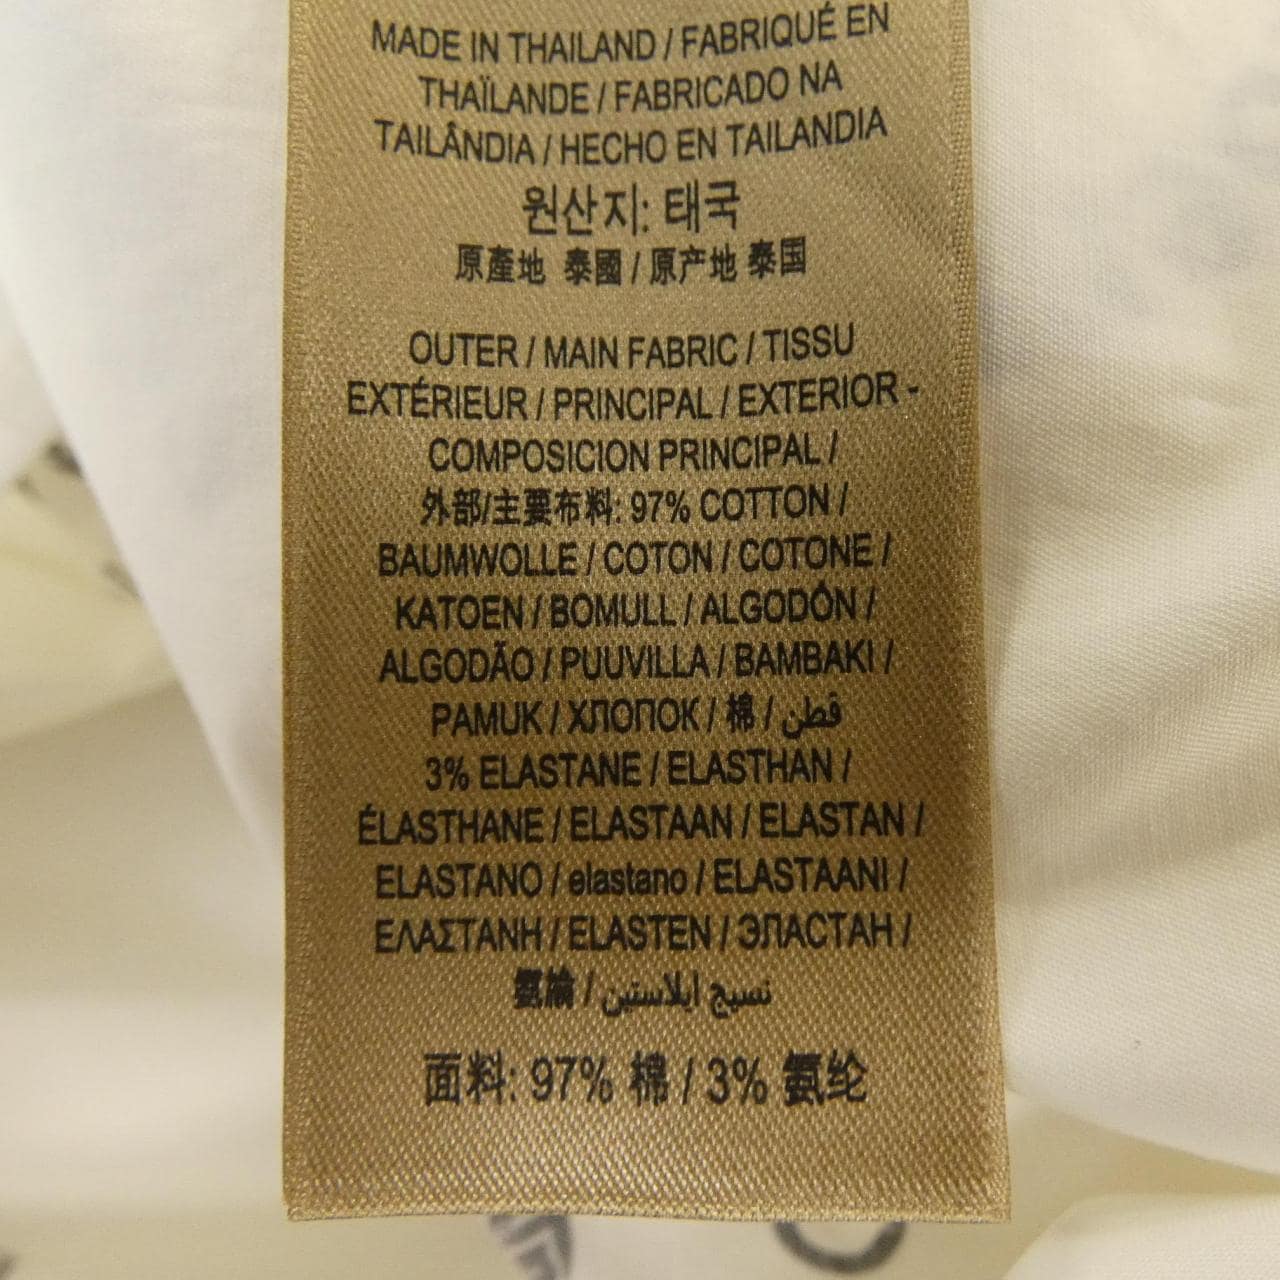 MADE IN THAILAND / FABRIQUÉ EN
THAÏLANDE / FABRICADO NA
TAILÂNDIA / HECHO EN TAILANDIA
원산지: 태국
原產地 泰國 / 原产地 泰国
OUTER / MAIN FABRIC / TISSU
EXTÉRIEUR / PRINCIPAL / EXTERIOR -
COMPOSICION PRINCIPAL /
外部/主要布料: 97% COTTON /
BAUMWOLLE / COTON / COTONE /
KATOEN / BOMULL / ALGODÔN /
ALGODÃO / PUUVILLA / BAMBAKI /
PAMUK / ХЛОПОК / 棉 / قطن
3% ELASTANE / ELASTHAN /
ÉLASTHANE / ELASTAAN / ELASTAN /
ELASTANO / elastano / ELASTAANI /
ΕΛΑΣΤΑΝΗ / ELASTEN / ЭЛАСТАН /
氨綸 / نسيج ايلاستين
面料: 97% 棉 / 3% 氨纶